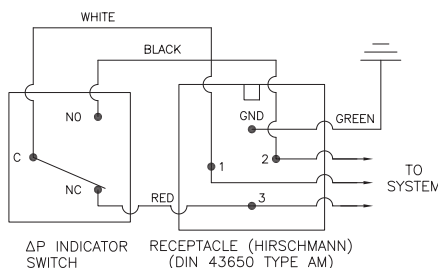 WHITE
BLACK
NO
GND
GREEN
C
1
2
TO
SYSTEM
NC
RED
3
ΔP INDICATOR
SWITCH
RECEPTACLE (HIRSCHMANN)
(DIN 43650 TYPE AM)